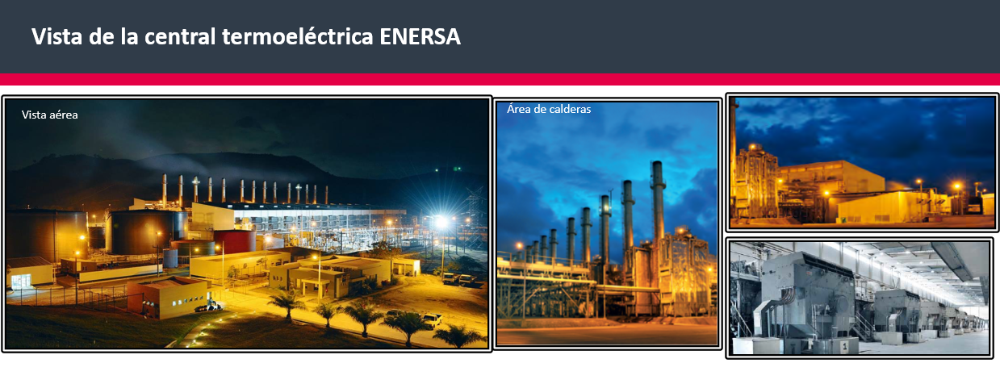 Vista de la central termoeléctrica ENERSA
Vista aérea
Área de calderas